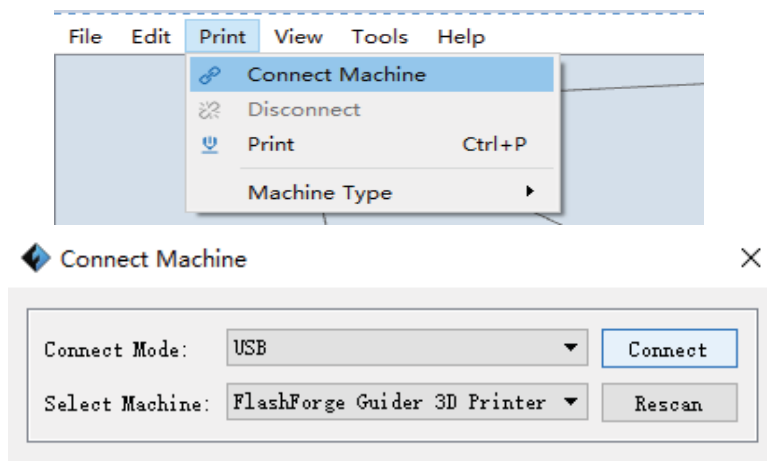 File Edit Print View Tools Help
Connect Machine
Disconnect
Print Ctrl+P
Machine Type
Connect Machine
Connect Mode: USB Connect
Select Machine: FlashForge Guider 3D Printer Rescan